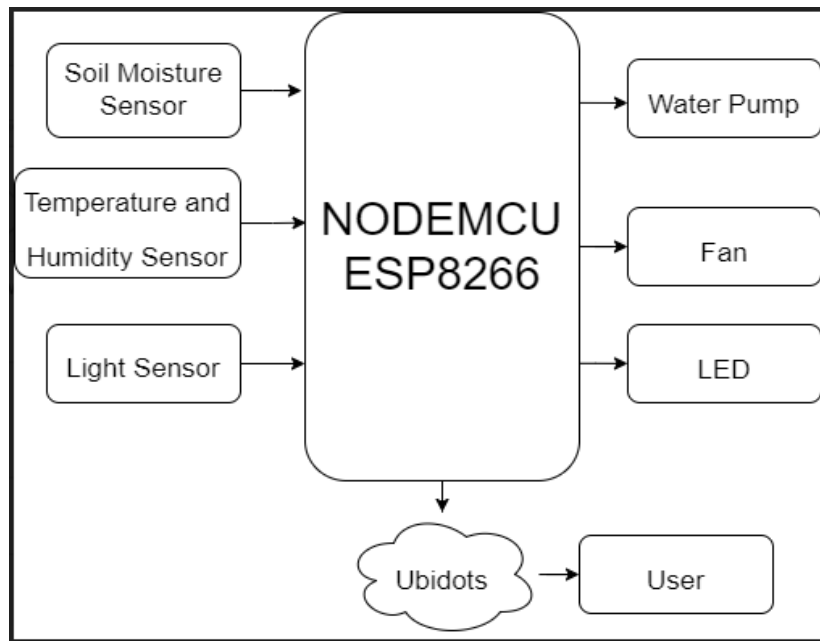 Soil Moisture
Sensor
Temperature and
Humidity Sensor
Light Sensor
NODEMCU
ESP8266
Water Pump
Fan
LED
Ubidots
User